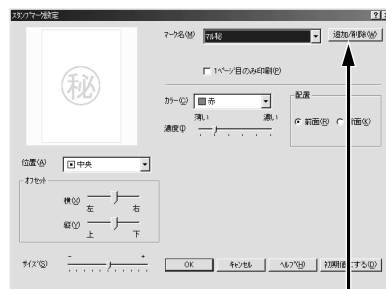 スタンプマーク設定
マーク名(M) マル秘 追加/削除(W)
1ページ目のみ印刷(P)
秘
カラー(C) 赤
配置
薄い 濃い
濃度(I)
前面(R) 背面(K)
位置(A) 中央
オフセット
横(X) 左 右
縦(Y) 上 下
サイズ(S) - +
OK キャンセル ヘルプ(H) 初期値にする(D)